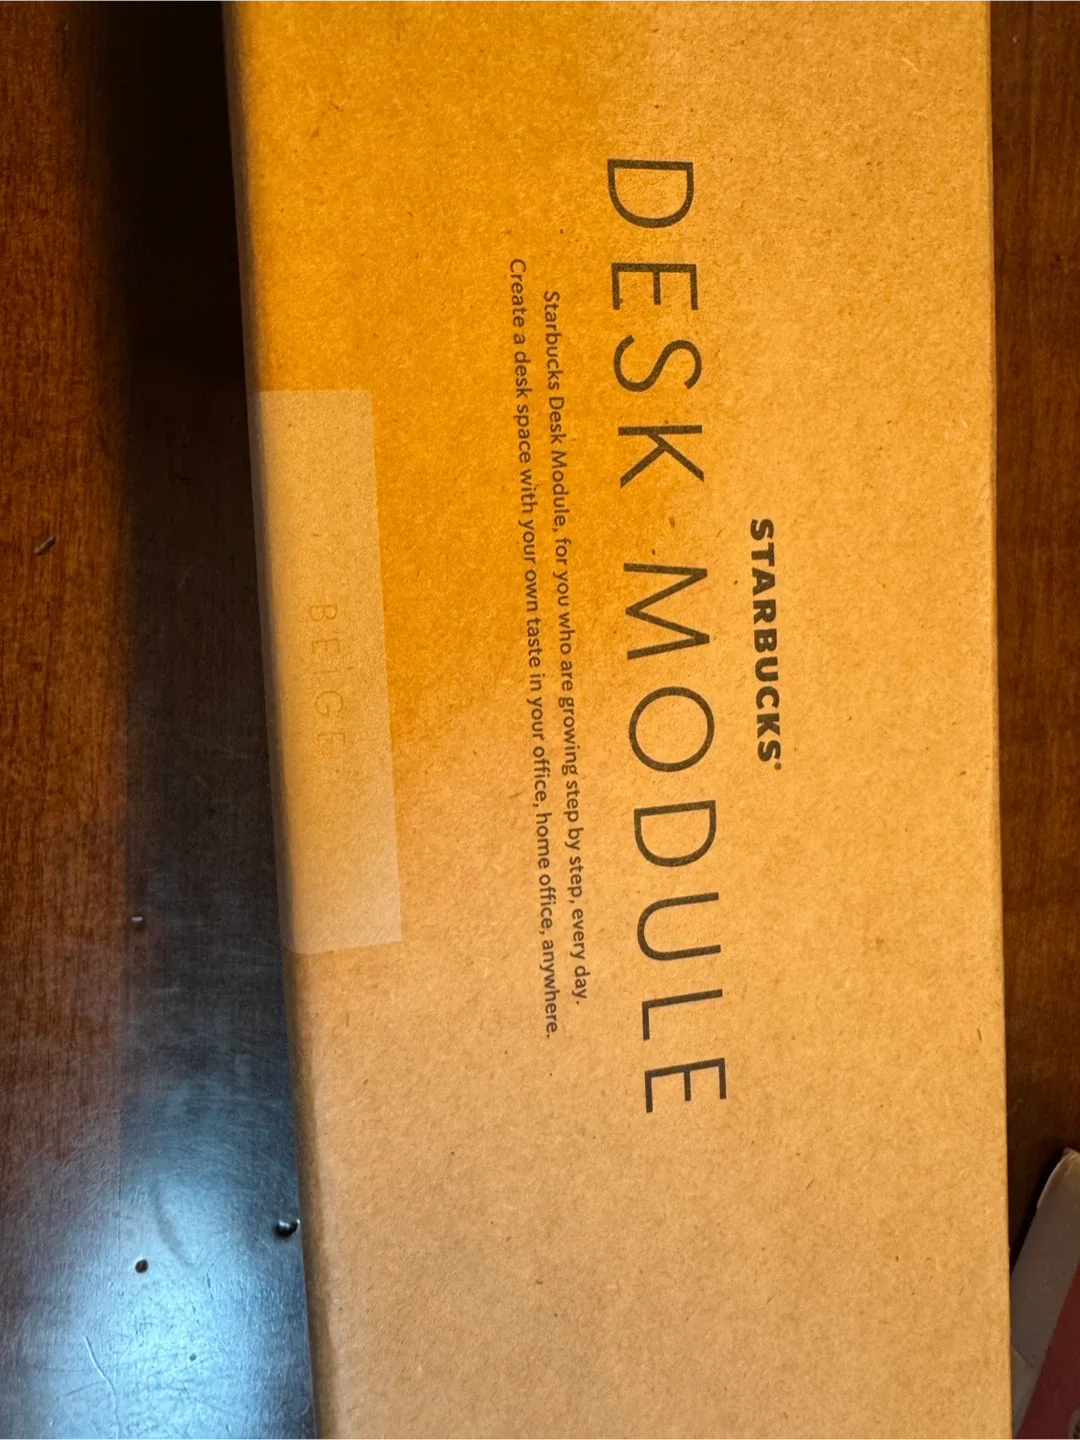 STARBUCKS®
DESK MODULE
Starbucks Desk Module, for you who are growing step by step, every day.
Create a desk space with your own taste in your office, home office, anywhere.
BEIGE